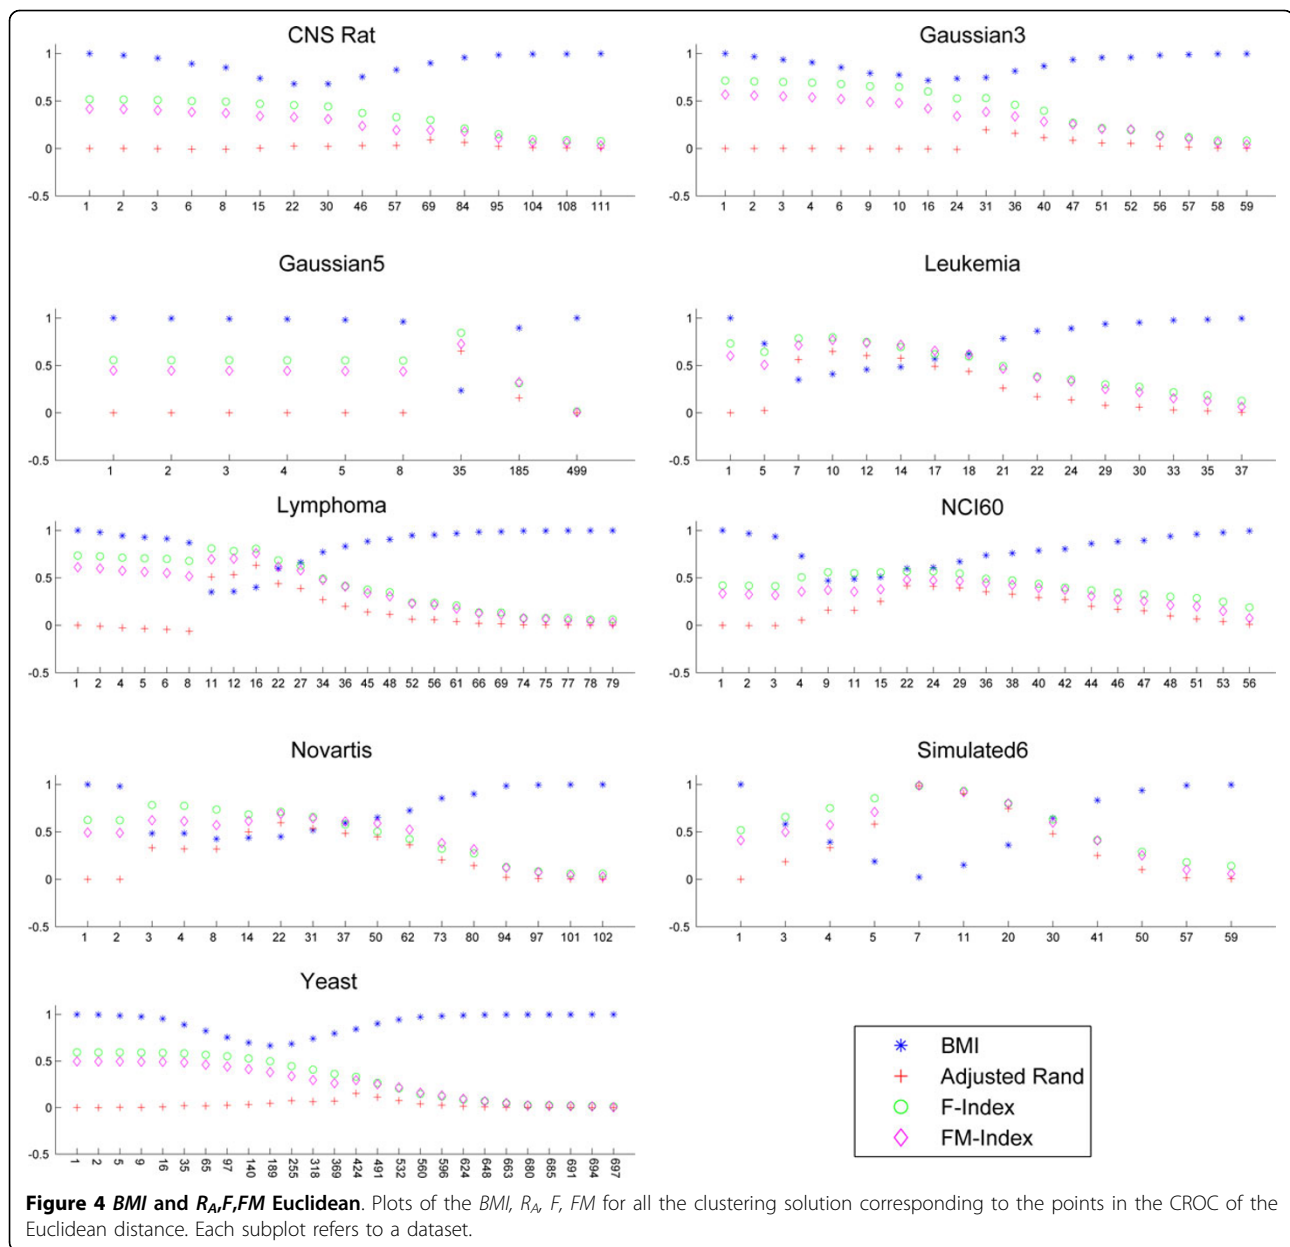 CNS Rat
1
0.5
0
-0.5
1 2 3 6 8 15 22 30 46 57 69 84 95 104 108 111
Gaussian3
1
0.5
0
-0.5
1 2 3 4 6 9 10 16 24 31 36 40 47 51 52 56 57 58 59
Gaussian5
1
0.5
0
-0.5
1 2 3 4 5 8 35 185 499
Leukemia
1
0.5
0
-0.5
1 5 7 10 12 14 17 18 21 22 24 29 30 33 35 37
Lymphoma
1
0.5
0
-0.5
1 2 4 5 6 8 11 12 16 22 27 34 36 45 48 52 56 61 66 69 74 75 77 78 79
NCI60
1
0.5
0
-0.5
1 2 3 4 9 11 15 22 24 29 36 38 40 42 44 46 47 48 51 53 56
Novartis
1
0.5
0
-0.5
1 2 3 4 8 14 22 31 37 50 62 73 80 94 97 101 102
Simulated6
1
0.5
0
-0.5
1 3 4 5 7 11 20 30 41 50 57 59
Yeast
1
0.5
0
-0.5
1 2 5 9 16 35 65 97 140 189 255 318 369 424 491 532 560 596 624 648 663 680 685 691 694 697
BMI
Adjusted Rand
F-Index
FM-Index
Figure 4 BMI and RA,F,FM Euclidean. Plots of the BMI, RA, F, FM for all the clustering solution corresponding to the points in the CROC of the
Euclidean distance. Each subplot refers to a dataset.